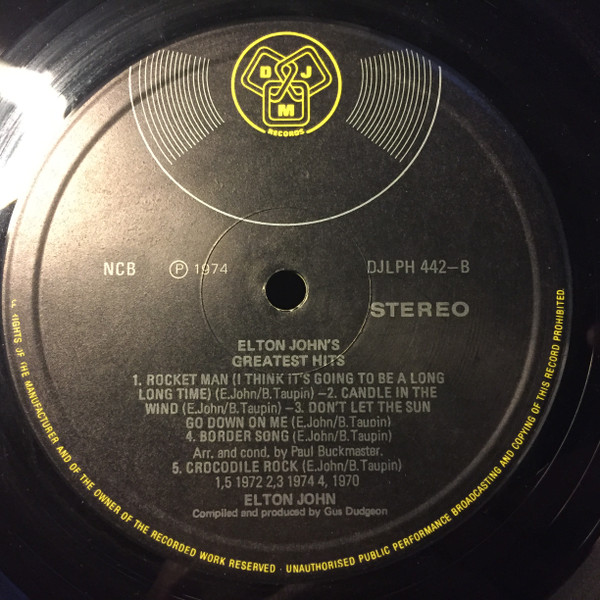 D J
M
RECORDS
NCB Ⓟ 1974 DJLPH 442-B
STEREO
ELTON JOHN'S
GREATEST HITS
1. ROCKET MAN (I THINK IT'S GOING TO BE A LONG
LONG TIME) (E.John/B.Taupin) -2. CANDLE IN THE
WIND (E.John/B.Taupin) -3. DON'T LET THE SUN
GO DOWN ON ME (E.John/B.Taupin)
4. BORDER SONG (E.John/B.Taupin)
Arr. and cond. by Paul Buckmaster.
5. CROCODILE ROCK (E.John/B.Taupin)
1,5 1972 2,3 1974 4, 1970
ELTON JOHN
Compiled and produced by Gus Dudgeon
RIGHTS OF THE MANUFACTURER AND OF THE OWNER OF THE RECORDED WORK RESERVED · UNAUTHORISED PUBLIC PERFORMANCE BROADCASTING AND COPYING OF THIS RECORD PROHIBITED